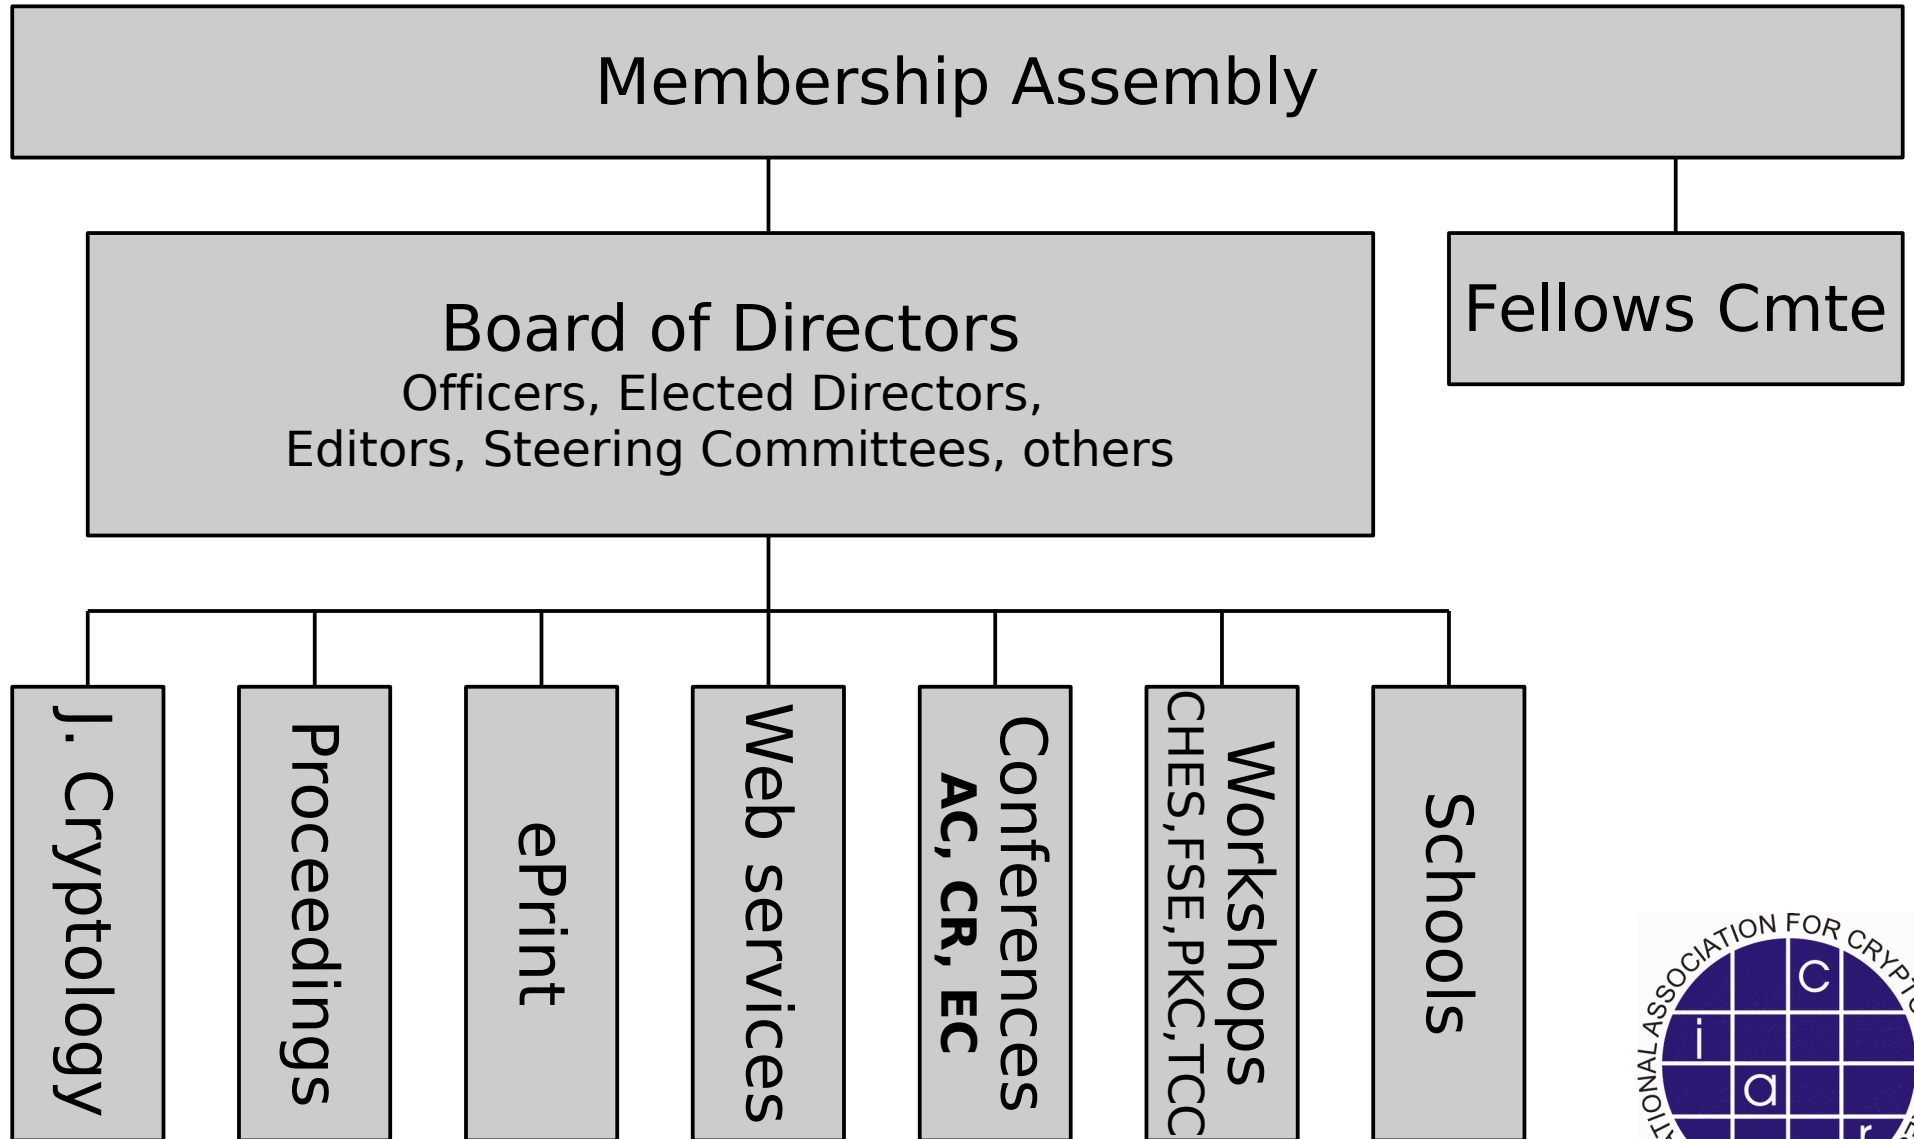 Membership Assembly
Board of Directors
Officers, Elected Directors,
Editors, Steering Committees, others
Fellows Cmte
J. Cryptology
Proceedings
ePrint
Web services
Conferences
AC, CR, EC
Workshops
CHES,FSE,PKC,TCC
Schools
ASSOCIATION FOR
c
i
a
r